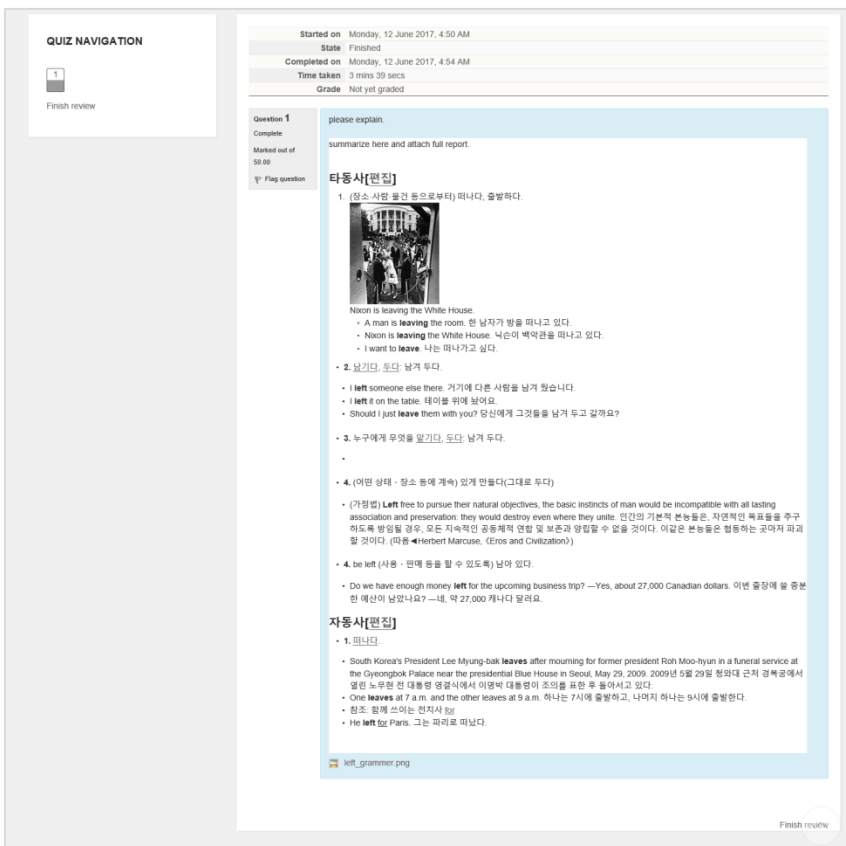 QUIZ NAVIGATION
1
Finish review
Started on Monday, 12 June 2017, 4:50 AM
State Finished
Completed on Monday, 12 June 2017, 4:54 AM
Time taken 3 mins 39 secs
Grade Not yet graded
Question 1
Complete
Marked out of
50.00
Flag question
please explain.
summarize here and attach full report.
타동사[편집]
1. (장소·사람·물건 등으로부터) 떠나다, 출발하다.
Nixon is leaving the White House.
A man is leaving the room. 한 남자가 방을 떠나고 있다.
Nixon is leaving the White House. 닉슨이 백악관을 떠나고 있다.
I want to leave. 나는 떠나가고 싶다.
2. 남기다, 두다: 남겨 두다.
I left someone else there. 거기에 다른 사람을 남겨 뒀습니다.
I left it on the table. 테이블 위에 놨어요.
Should I just leave them with you? 당신에게 그것들을 남겨 두고 갈까요?
3. 누구에게 무엇을 맡기다, 두다: 남겨 두다.
4. (어떤 상태·장소 등에 계속) 있게 만들다(그대로 두다)
(가정법) Left free to pursue their natural objectives, the basic instincts of man would be incompatible with all lasting
association and preservation: they would destroy even where they unite. 인간의 기본적 본능들은, 자연적인 목표들을 추구
하도록 방임될 경우, 모든 지속적인 공동체적 연합 및 보존과 양립할 수 없을 것이다. 이같은 본능들은 협동하는 곳마저 파괴
할 것이다. (따옴◀Herbert Marcuse, 《Eros and Civilization》)
4. be left (사용·판매 등을 할 수 있도록) 남아 있다.
Do we have enough money left for the upcoming business trip? —Yes, about 27,000 Canadian dollars. 이번 출장에 쓸 충분
한 예산이 남았나요? —네, 약 27,000 캐나다 달러요.
자동사[편집]
1. 떠나다.
South Korea's President Lee Myung-bak leaves after mourning for former president Roh Moo-hyun in a funeral service at
the Gyeongbok Palace near the presidential Blue House in Seoul, May 29, 2009. 2009년 5월 29일 청와대 근처 경복궁에서
열린 노무현 전 대통령 영결식에서 이명박 대통령이 조의를 표한 후 돌아서고 있다.
One leaves at 7 a.m. and the other leaves at 9 a.m. 하나는 7시에 출발하고, 나머지 하나는 9시에 출발한다.
참조: 함께 쓰이는 전치사 for
He left for Paris. 그는 파리로 떠났다.
left_grammer.png
Finish review